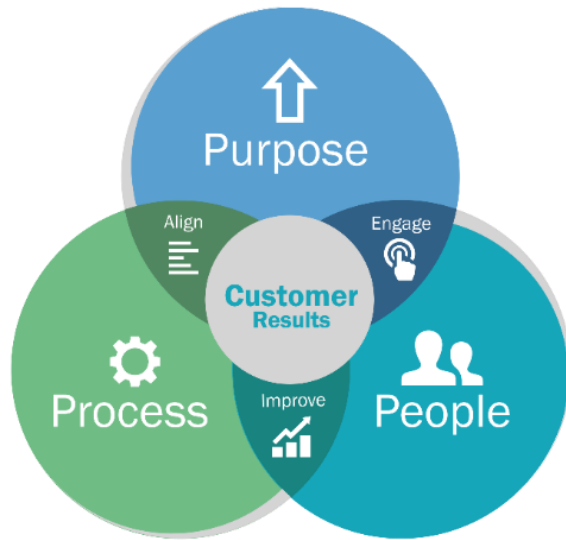 Purpose
Align
Engage
Customer
Results
Process
People
Improve